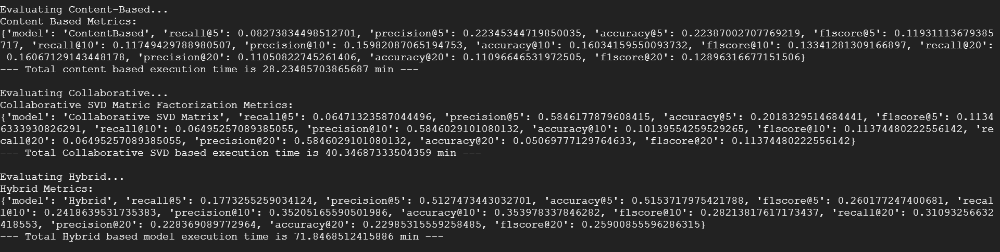 Evaluating Content-Based...
Content Based Metrics:
{'model': 'ContentBased', 'recall@5': 0.08273834498512701, 'precision@5': 0.22345344719850035, 'accuracy@5': 0.22387002707769219, 'f1score@5': 0.11931113679385
717, 'recall@10': 0.11749429788980507, 'precision@10': 0.15982087065194753, 'accuracy@10': 0.16034159550093732, 'f1score@10': 0.13341281309166897, 'recall@20':
 0.16067129143448178, 'precision@20': 0.11050822745261406, 'accuracy@20': 0.11096646531972505, 'f1score@20': 0.12896316677151506}
--- Total content based execution time is 28.23485703865687 min ---
Evaluating Collaborative...
Collaborative SVD Matric Factorization Metrics:
{'model': 'Collaborative SVD Matrix', 'recall@5': 0.06471323587044496, 'precision@5': 0.5846177879608415, 'accuracy@5': 0.2018329514684441, 'f1score@5': 0.1134
6333930826291, 'recall@10': 0.06495257089385055, 'precision@10': 0.5846029101080132, 'accuracy@10': 0.10139554259529265, 'f1score@10': 0.11374480222556142, 're
call@20': 0.06495257089385055, 'precision@20': 0.5846029101080132, 'accuracy@20': 0.05069777129764633, 'f1score@20': 0.11374480222556142}
--- Total Collaborative SVD based execution time is 40.34687333504359 min ---
Evaluating Hybrid...
Hybrid Metrics:
{'model': 'Hybrid', 'recall@5': 0.1773255259034124, 'precision@5': 0.5127473443032701, 'accuracy@5': 0.5153717975421788, 'f1score@5': 0.260177247400681, 'recal
l@10': 0.2418639531735383, 'precision@10': 0.35205165590501986, 'accuracy@10': 0.353978337846282, 'f1score@10': 0.28213817617173437, 'recall@20': 0.31093256632
418553, 'precision@20': 0.228369089772964, 'accuracy@20': 0.22985315559258485, 'f1score@20': 0.25900855596286315}
--- Total Hybrid based model execution time is 71.8468512415886 min ---